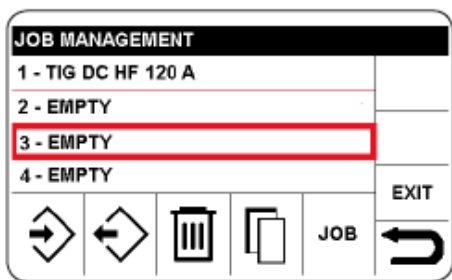 JOB MANAGEMENT
1 - TIG DC HF 120 A
2 - EMPTY
3 - EMPTY
4 - EMPTY
EXIT
JOB